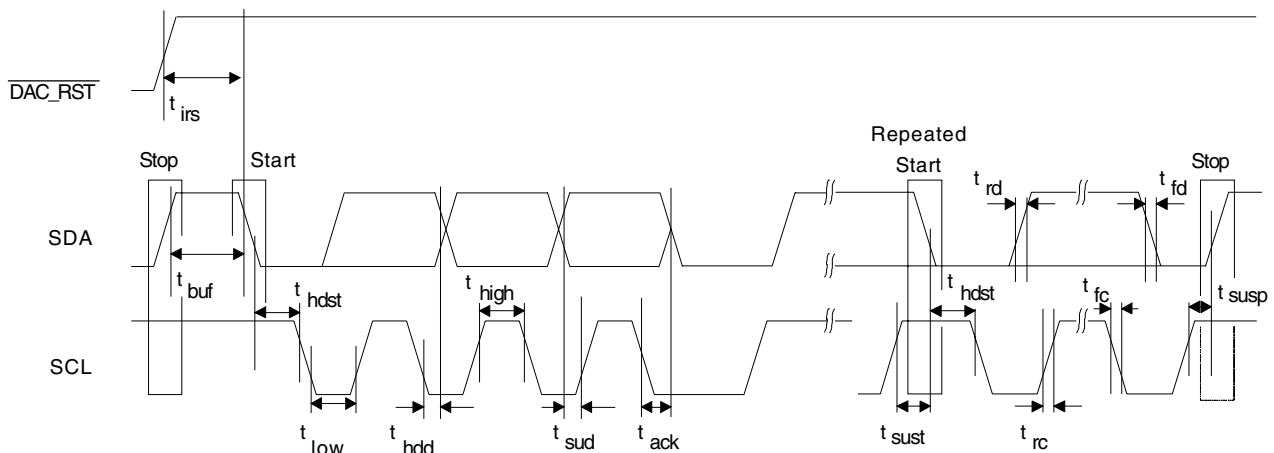 DAC_RST
t irs
Repeated
Stop
Start
Start
Stop
t rd
t fd
SDA
t buf
t hdst
t high
t hdst
t fc
t susp
SCL
t low
t hdd
t sud
t ack
t sust
t rc